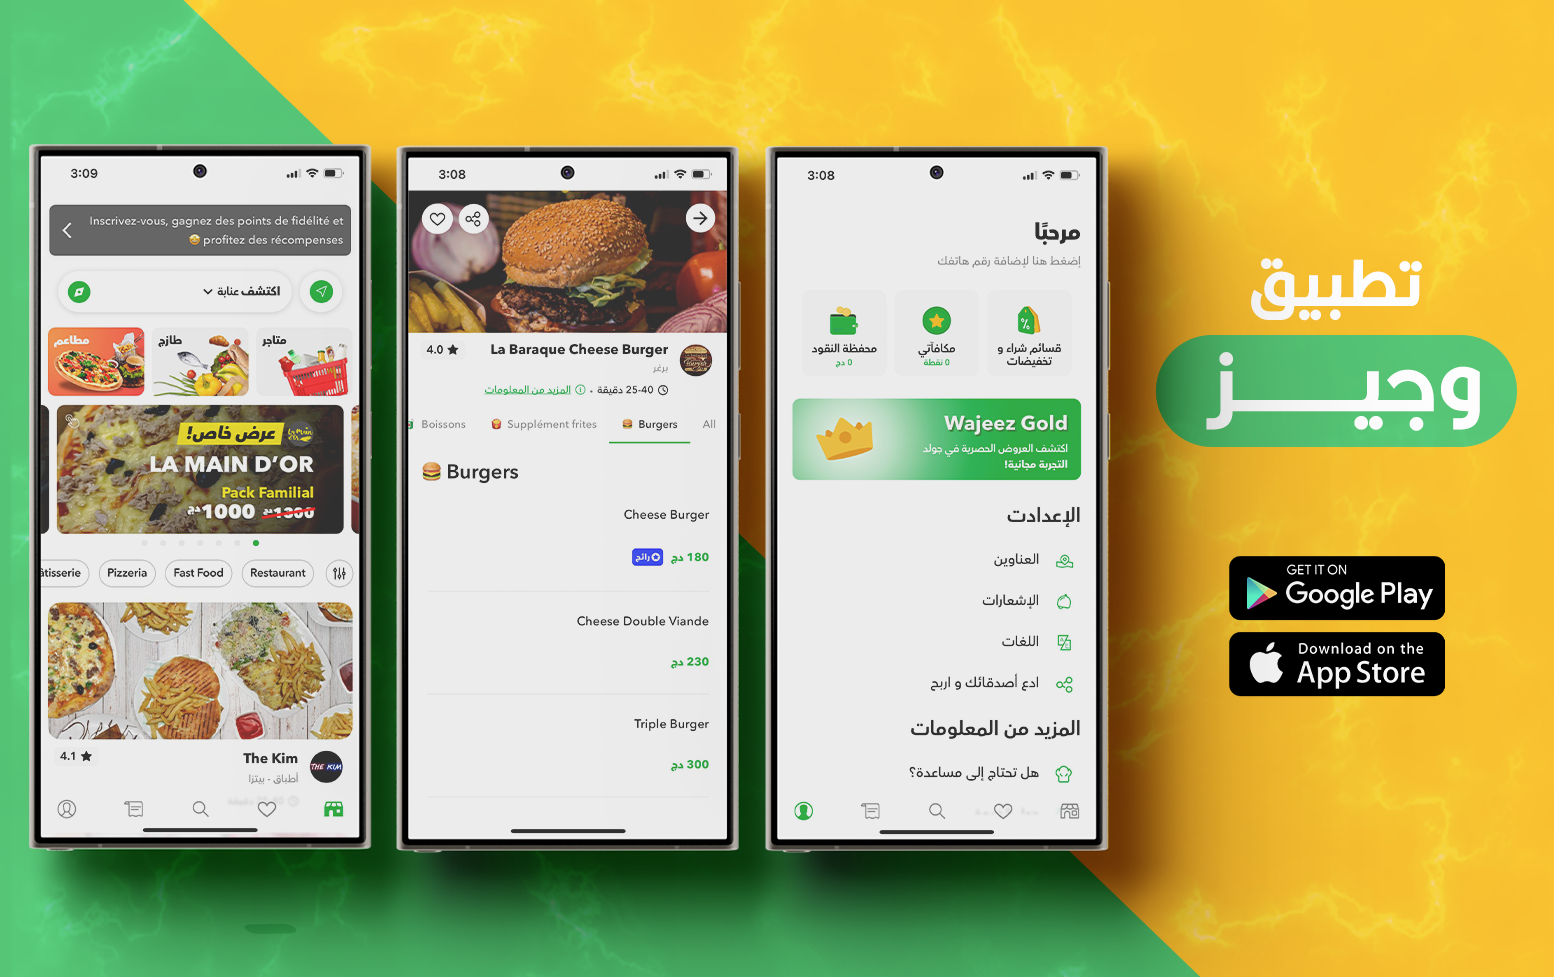 3:09
Inscrivez-vous, gagnez des points de fidélité et
profitez des récompenses
اكتشف عنابة
مطاعم
طازج
متاجر
عرض خاص!
LA MAIN D'OR
Pack Familial
1000 دج 1300 دج
Pizzeria
Fast Food
Restaurant
The Kim
4.1
THE KIM
أطباق - بيتزا
3:08
La Baraque Cheese Burger
4.0
برغر
25-40 دقيقة • المزيد من المعلومات
Boissons
Supplément frites
Burgers
All
Burgers
Cheese Burger
180 دج
رائج
Cheese Double Viande
230 دج
Triple Burger
300 دج
3:08
مرحبًا
إضغط هنا لإضافة رقم هاتفك
قسائم شراء و
تخفيضات
مكافآتي
0 نقطة
محفظة النقود
0 دج
Wajeez Gold
اكتشف العروض الحصرية في جولد
التجربة مجانية!
الإعدادت
العناوين
الإشعارات
اللغات
ادع أصدقائك و اربح
المزيد من المعلومات
هل تحتاج إلى مساعدة؟
تطبيق
وجيز
GET IT ON
Google Play
Download on the
App Store